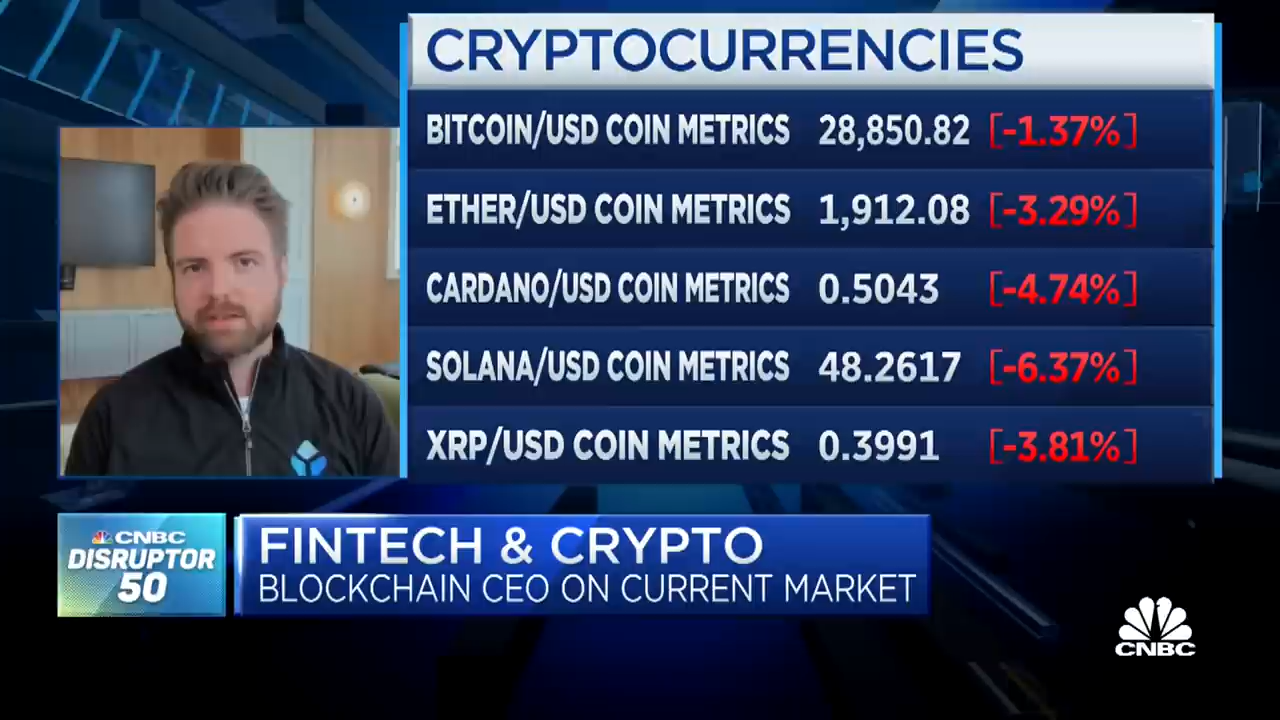 CRYPTOCURRENCIES
BITCOIN/USD COIN METRICS 28,850.82 [-1.37%]
ETHER/USD COIN METRICS 1,912.08 [-3.29%]
CARDANO/USD COIN METRICS 0.5043 [-4.74%]
SOLANA/USD COIN METRICS 48.2617 [-6.37%]
XRP/USD COIN METRICS 0.3991 [-3.81%]
CNBC
DISRUPTOR
50
FINTECH & CRYPTO
BLOCKCHAIN CEO ON CURRENT MARKET
CNBC